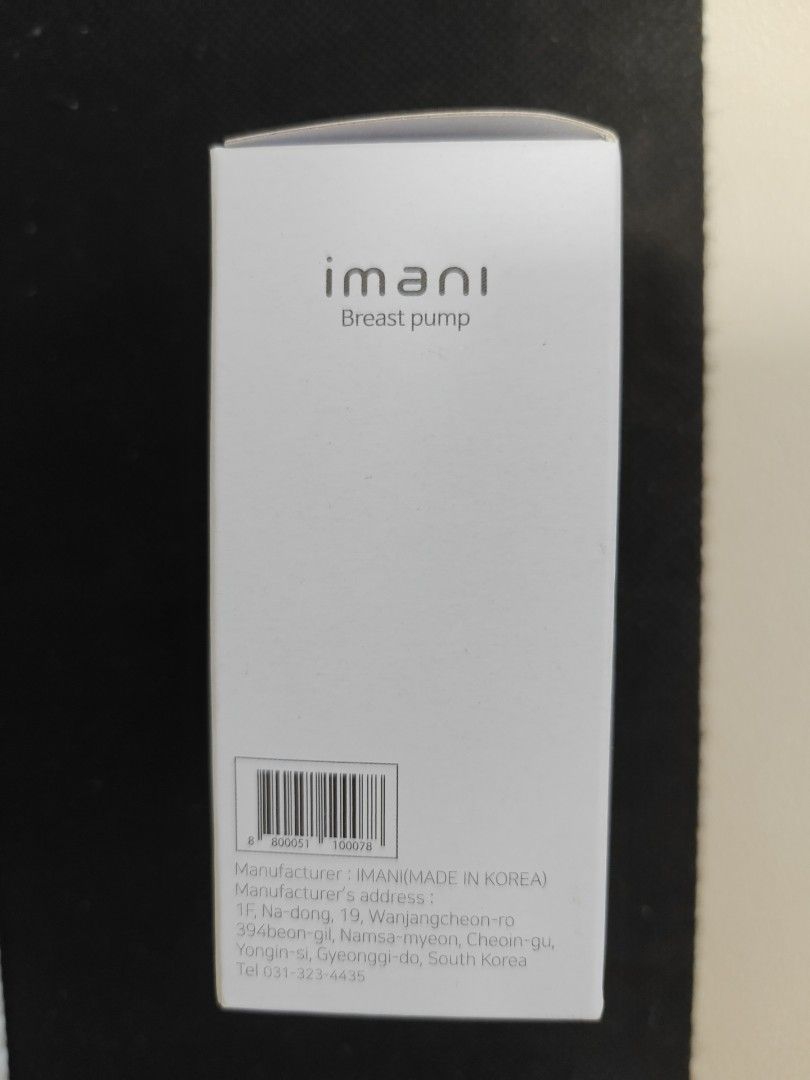 imani
Breast pump
8 800051 100078
Manufacturer : IMANI(MADE IN KOREA)
Manufacturer's address :
1F, Na-dong, 19, Wanjangcheon-ro
394beon-gil, Namsa-myeon, Cheoin-gu,
Yongin-si, Gyeonggi-do, South Korea
Tel 031-323-4435